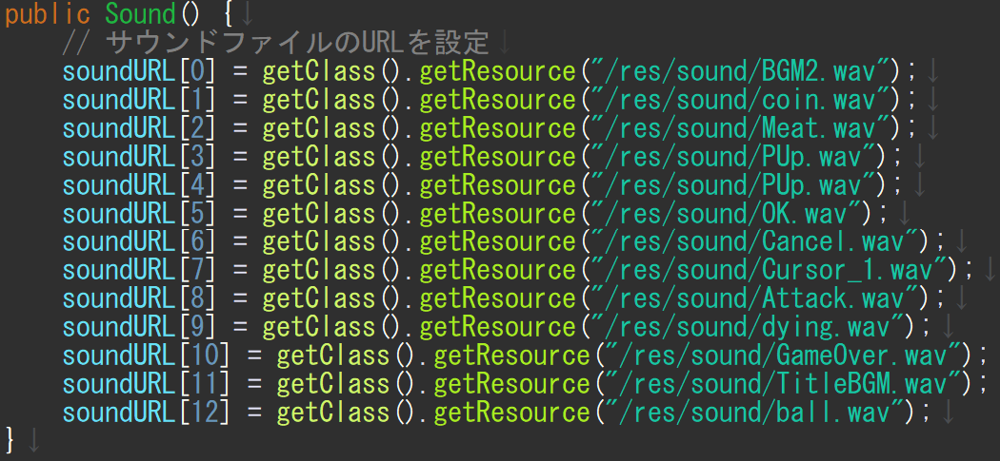 public Sound() {↓
// サウンドファイルのURLを設定↓
soundURL[0] = getClass().getResource("/res/sound/BGM2.wav");↓
soundURL[1] = getClass().getResource("/res/sound/coin.wav");↓
soundURL[2] = getClass().getResource("/res/sound/Meat.wav");↓
soundURL[3] = getClass().getResource("/res/sound/PUp.wav");↓
soundURL[4] = getClass().getResource("/res/sound/PUp.wav");↓
soundURL[5] = getClass().getResource("/res/sound/OK.wav");↓
soundURL[6] = getClass().getResource("/res/sound/Cancel.wav");↓
soundURL[7] = getClass().getResource("/res/sound/Cursor_1.wav");↓
soundURL[8] = getClass().getResource("/res/sound/Attack.wav");↓
soundURL[9] = getClass().getResource("/res/sound/dying.wav");↓
soundURL[10] = getClass().getResource("/res/sound/GameOver.wav");
soundURL[11] = getClass().getResource("/res/sound/TitleBGM.wav");
soundURL[12] = getClass().getResource("/res/sound/ball.wav");↓
}↓